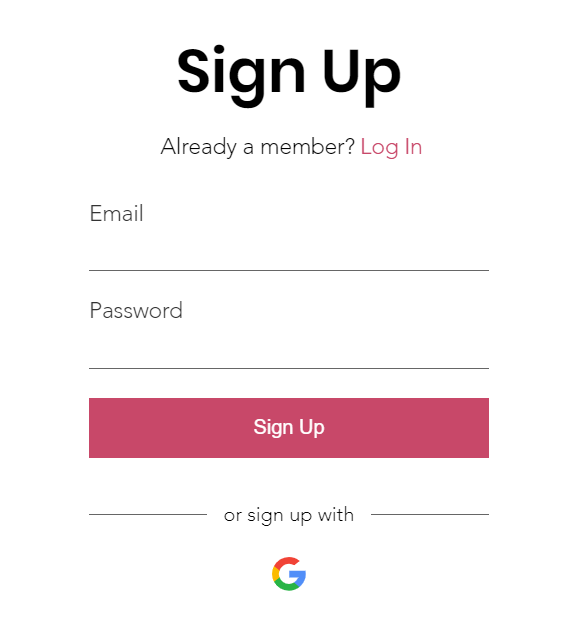 Sign Up
Already a member? Log In
Email
Password
Sign Up
or sign up with